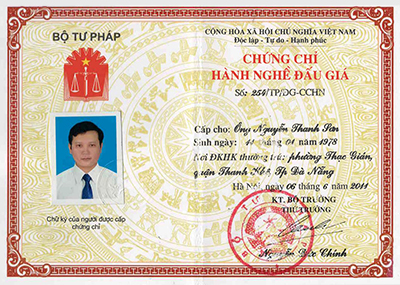 BỘ TƯ PHÁP
CỘNG HÒA XÃ HỘI CHỦ NGHĨA VIỆT NAM
Độc lập - Tự do - Hạnh phúc
CHỨNG CHỈ
HÀNH NGHỀ ĐẤU GIÁ
Số: 254/TP/ĐG-CCHN
Cấp cho: Ông Nguyễn Thanh Sơn
Sinh ngày: tháng 01 năm 1978
Nơi ĐKHK thường trú: phường Thạc Gián,
quận Thanh Khê, Tp Đà Nẵng
Hà Nội, ngày 06 tháng 6 năm 2011
KT. BỘ TRƯỞNG
THỨ TRƯỞNG
Nguyễn Đức Chính
Chữ ký của người được cấp
chứng chỉ